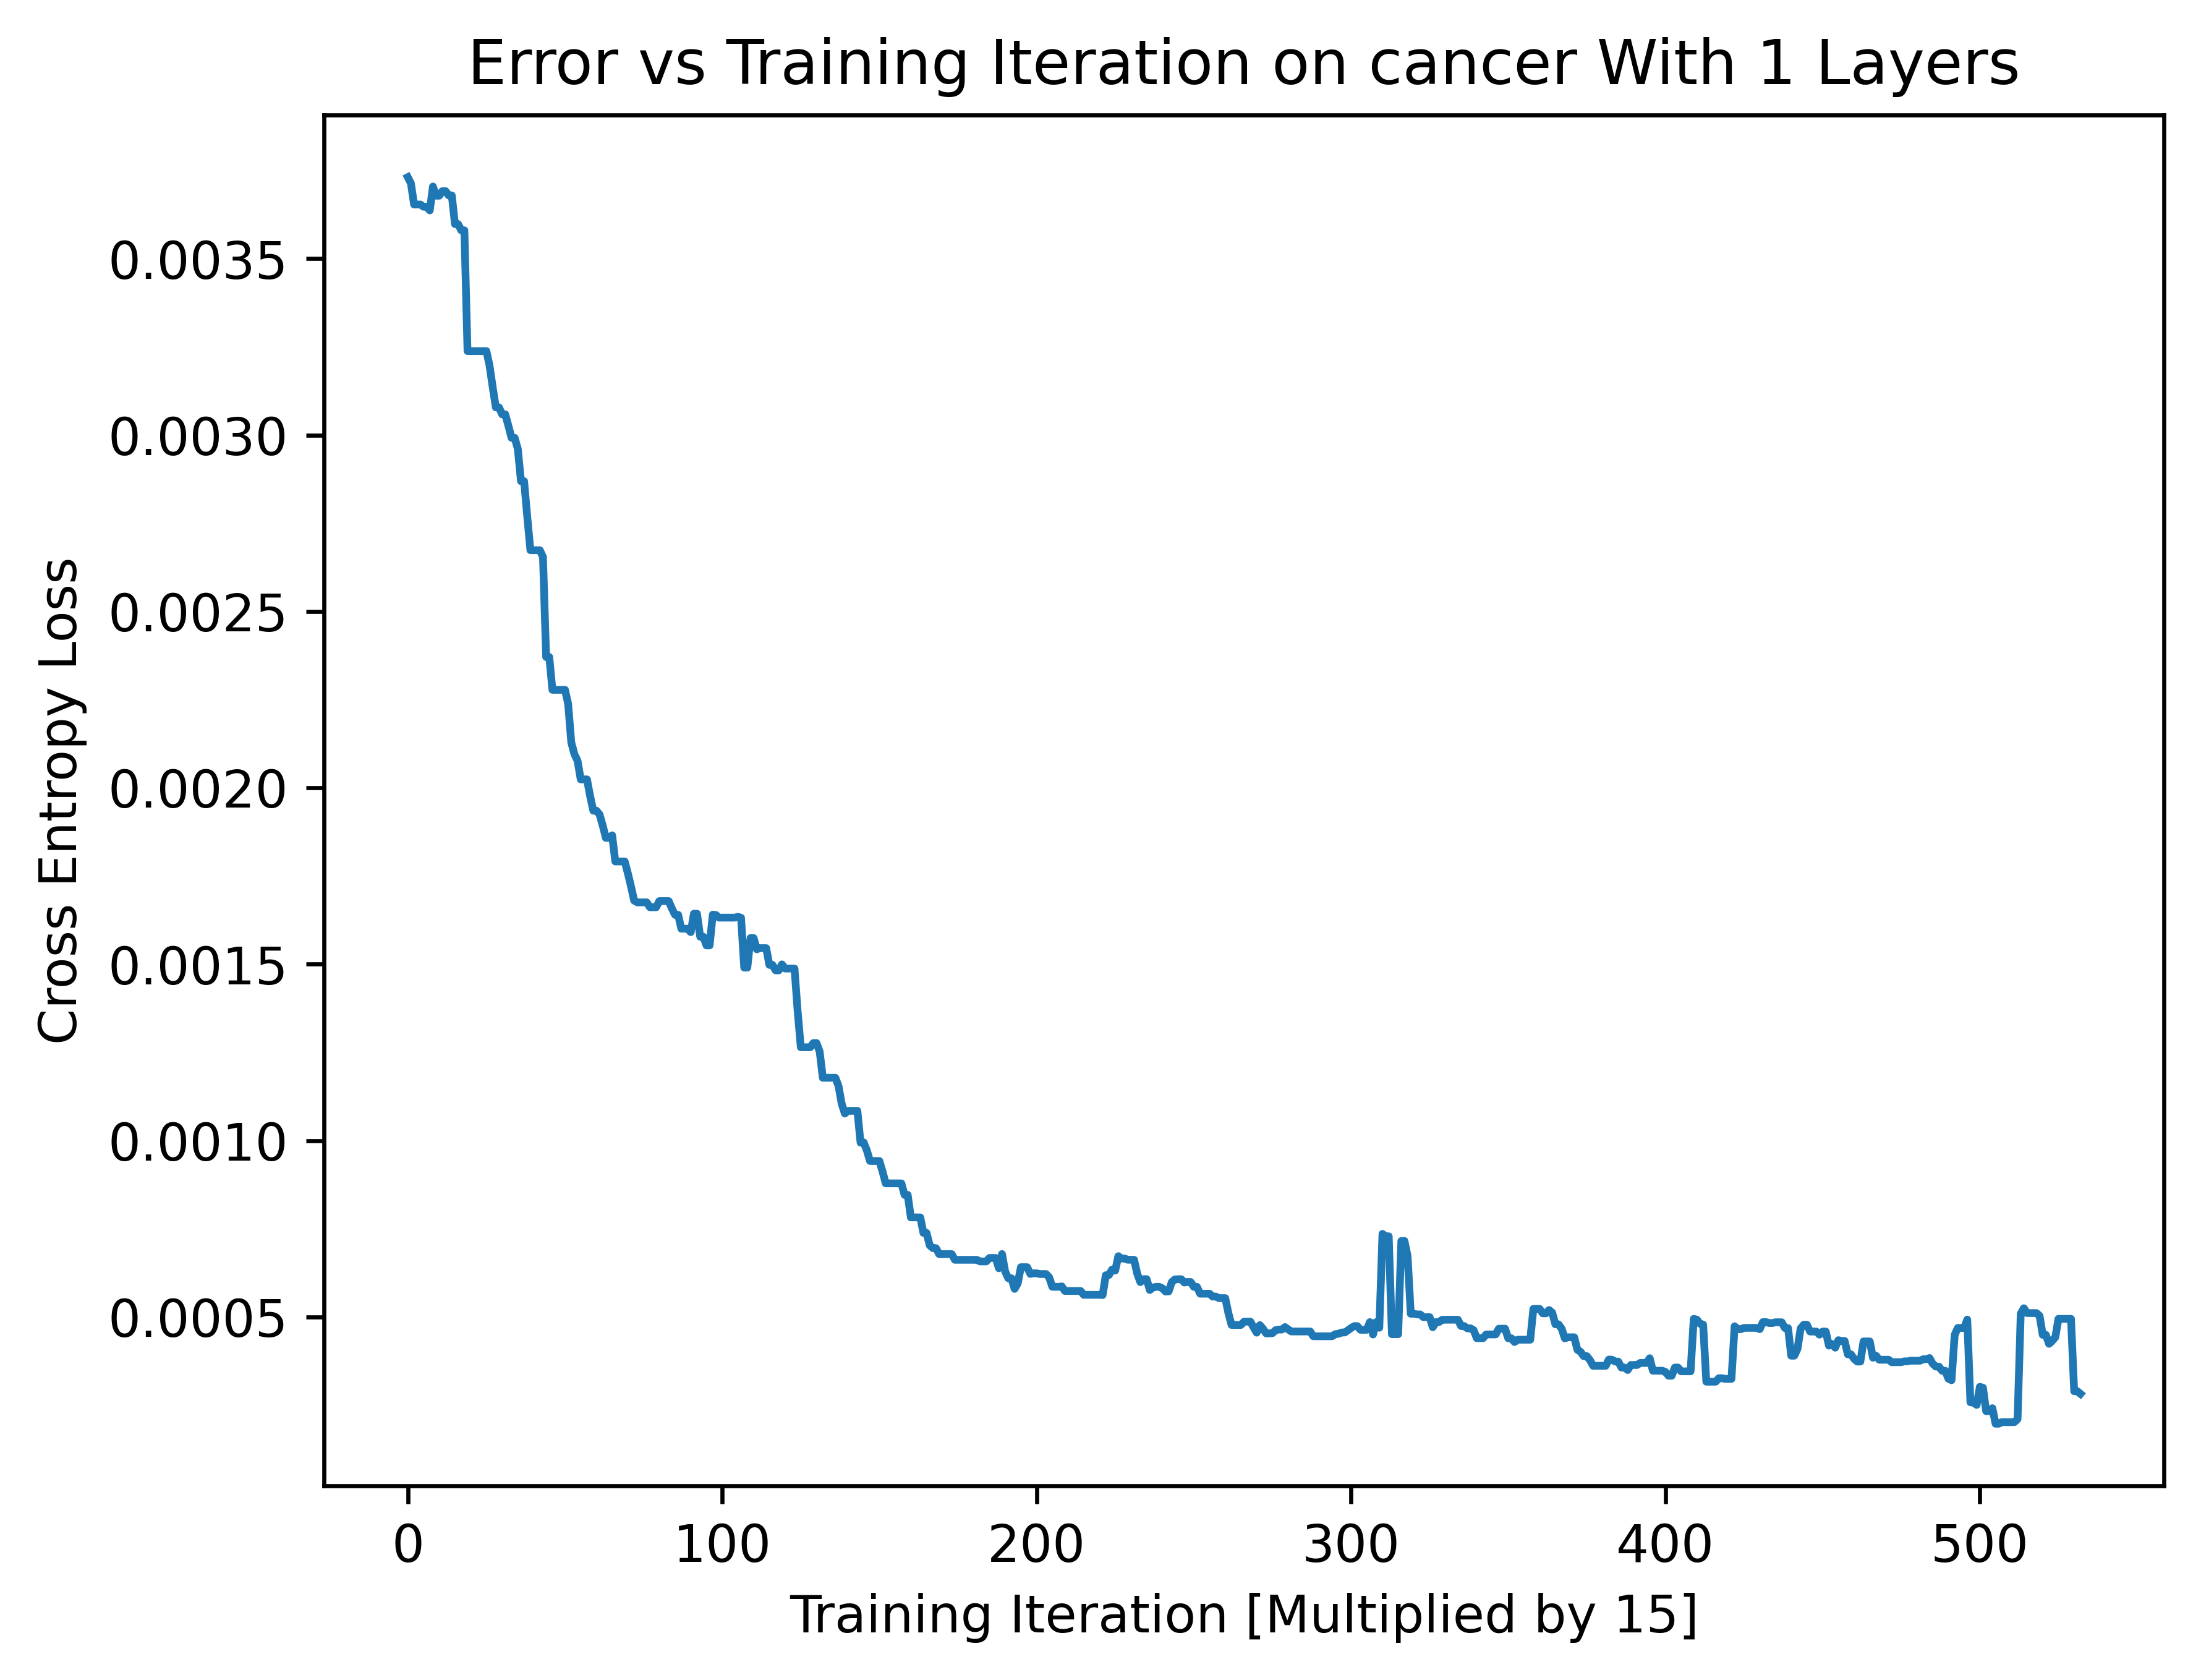 Error vs Training Iteration on cancer With 1 Layers
Cross Entropy Loss
0.0035
0.0030
0.0025
0.0020
0.0015
0.0010
0.0005
0 100 200 300 400 500
Training Iteration [Multiplied by 15]